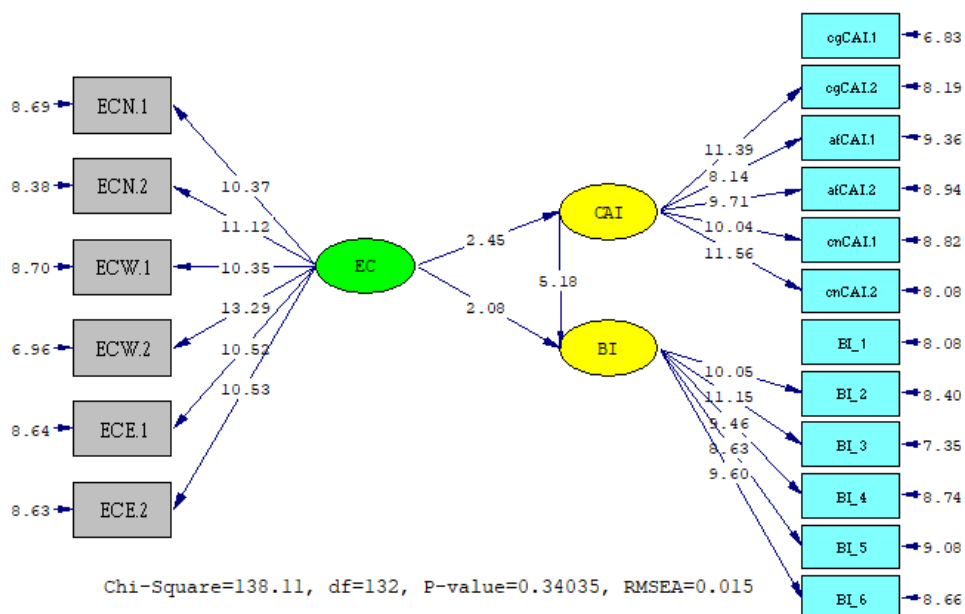 8.69 ECN.1
8.38 ECN.2
8.70 ECW.1
6.96 ECW.2
8.64 ECE.1
8.63 ECE.2
10.37
11.12
10.35
13.29
10.52
10.53
EC
2.45
2.08
CAI
5.18
BI
11.39
8.14
9.71
10.04
11.56
10.05
11.15
9.46
8.63
9.60
cgCAI.1 6.83
cgCAI.2 8.19
afCAI.1 9.36
afCAI.2 8.94
cnCAI.1 8.82
cnCAI.2 8.08
BI_1 8.08
BI_2 8.40
BI_3 7.35
BI_4 8.74
BI_5 9.08
BI_6 8.66
Chi-Square=138.11, df=132, P-value=0.34035, RMSEA=0.015